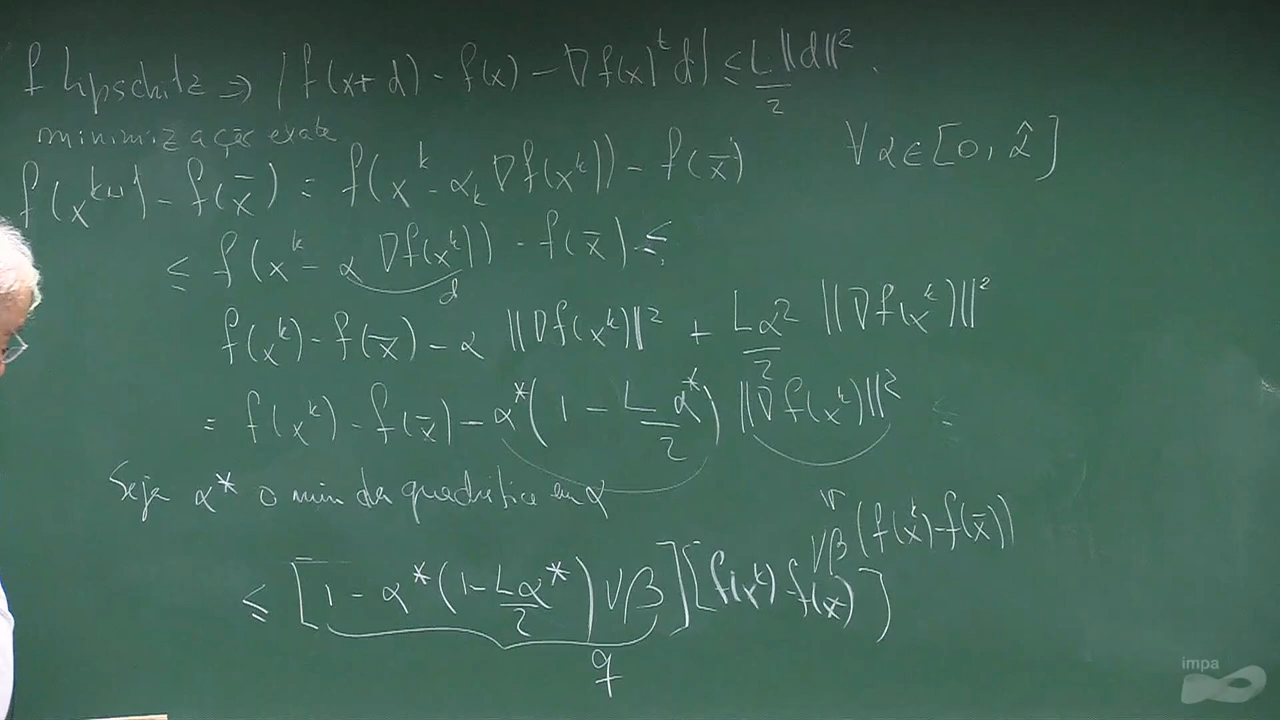 f Lipschitz ⇒ |f(x+d) - f(x) - ∇f(x)ᵗd| ≤ L/2 ||d||².
minimização exata
∀α∈[0, α̂]
f(xᵏ⁺¹) - f(x̄) = f(xᵏ - αₖ∇f(xᵏ)) - f(x̄)
≤ f(xᵏ - α∇f(xᵏ)) - f(x̄) ≤
d
f(xᵏ) - f(x̄) - α ||∇f(xᵏ)||² + Lα²/2 ||∇f(xᵏ)||²
= f(xᵏ) - f(x̄) - α*(1 - L/2 α*) ||∇f(xᵏ)||² ≤
Seja α* o min da quadrática em α
√β (f(xᵏ) - f(x̄))
≤ [1 - α*(1 - Lα*/2) √β][f(xᵏ) - f(x̄)]
q
impa